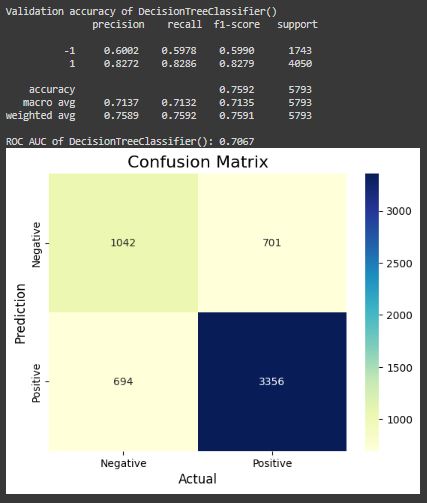 Validation accuracy of DecisionTreeClassifier()
precision recall f1-score support
-1 0.6002 0.5978 0.5990 1743
1 0.8272 0.8286 0.8279 4050
accuracy 0.7592 5793
macro avg 0.7137 0.7132 0.7135 5793
weighted avg 0.7589 0.7592 0.7591 5793
ROC AUC of DecisionTreeClassifier(): 0.7067
Confusion Matrix
Negative 1042 701
Positive 694 3356
Prediction
Negative Positive
Actual
3000
2500
2000
1500
1000